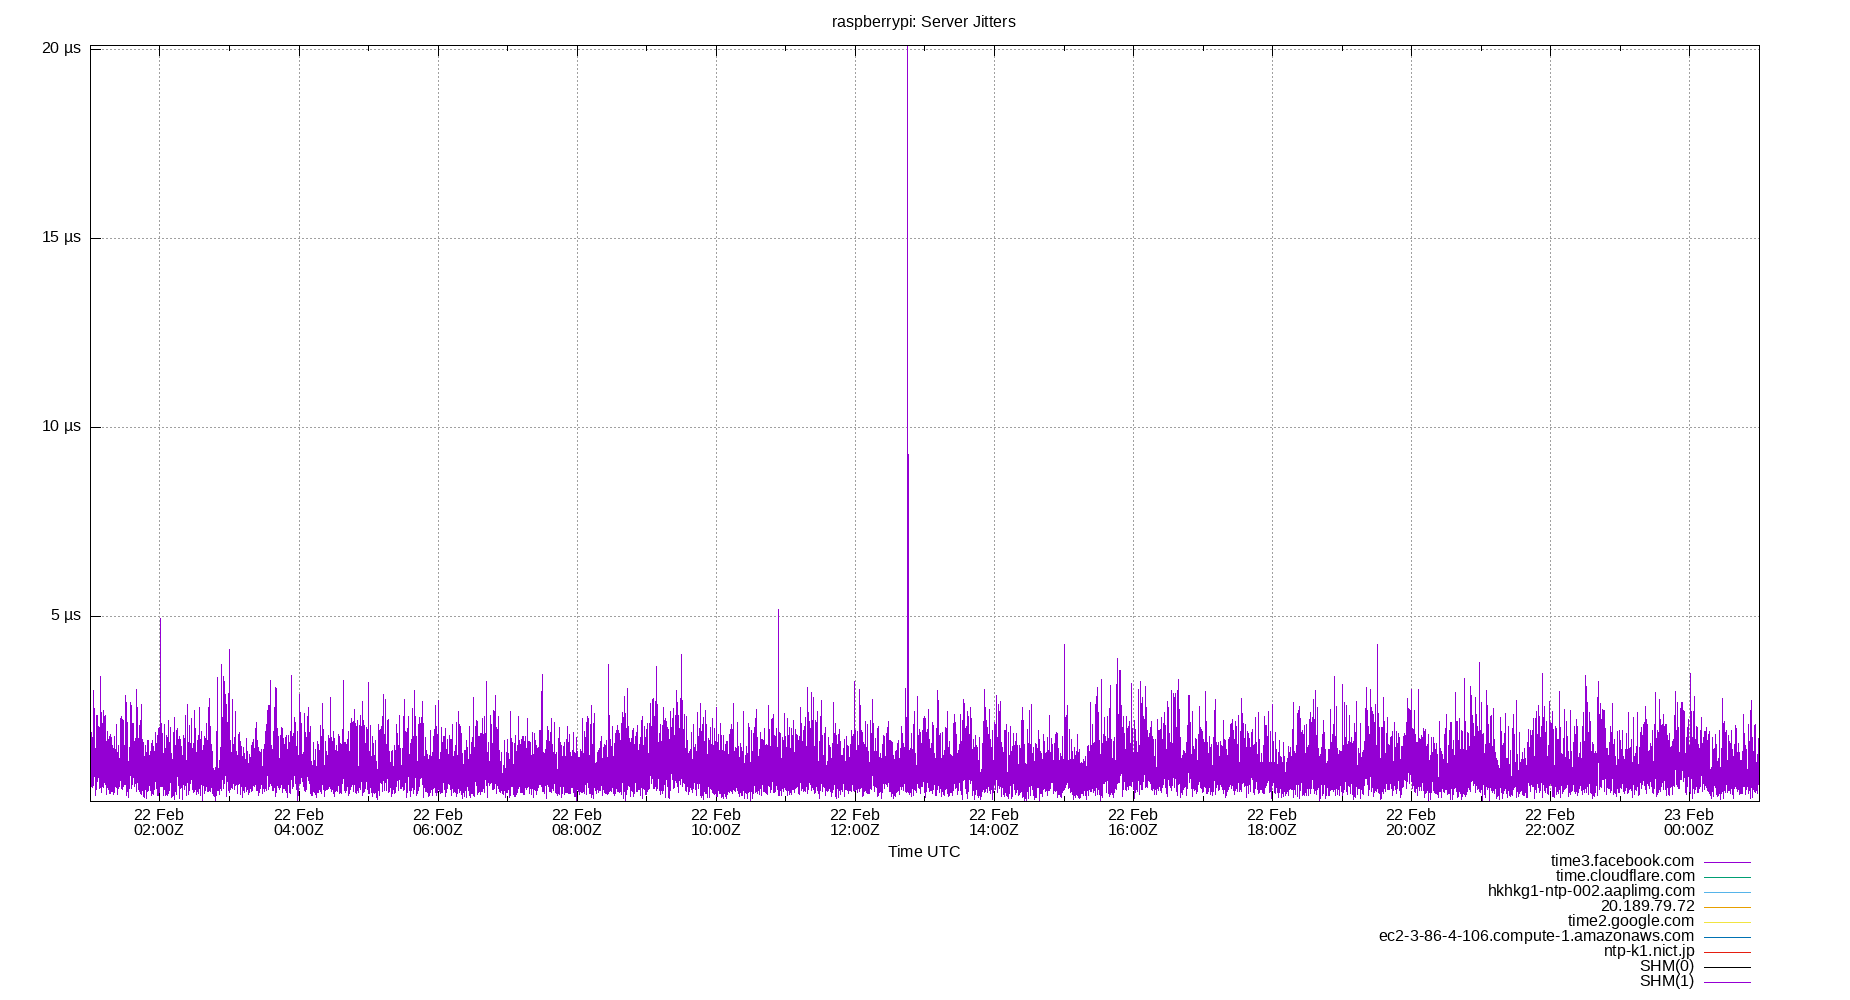 raspberrypi: Server Jitters
20 µs
15 µs
10 µs
5 µs
22 Feb 22 Feb 22 Feb 22 Feb 22 Feb 22 Feb 22 Feb 22 Feb 22 Feb 22 Feb 22 Feb 23 Feb
02:00Z 04:00Z 06:00Z 08:00Z 10:00Z 12:00Z 14:00Z 16:00Z 18:00Z 20:00Z 22:00Z 00:00Z
Time UTC
time3.facebook.com
time.cloudflare.com
hkhkg1-ntp-002.aaplimg.com
20.189.79.72
time2.google.com
ec2-3-86-4-106.compute-1.amazonaws.com
ntp-k1.nict.jp
SHM(0)
SHM(1)